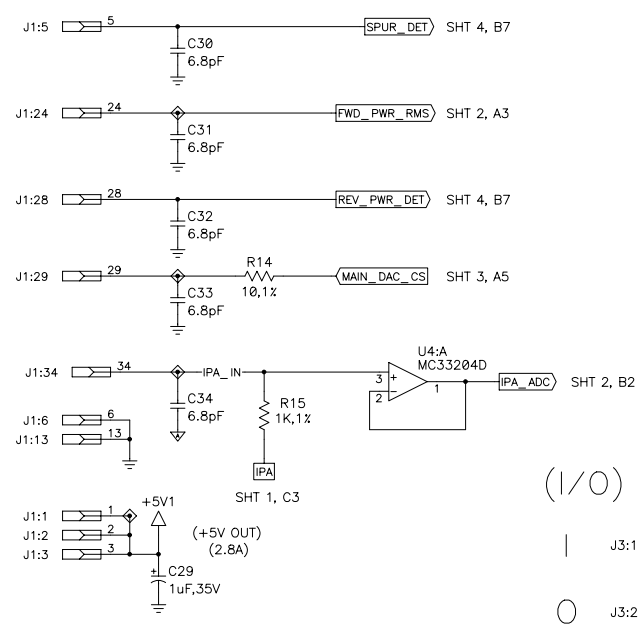 J1:5 5 SPUR_DET SHT 4, B7
C30
6.8pF
J1:24 24 FWD_PWR_RMS SHT 2, A3
C31
6.8pF
J1:28 28 REV_PWR_DET SHT 4, B7
C32
6.8pF
R14
J1:29 29 MAIN_DAC_CS SHT 3, A5
10,1%
C33
6.8pF
U4:A
MC33204D
J1:34 34 IPA_IN 3 + 2 - 1 IPA_ADC SHT 2, B2
C34
6.8pF
R15
1K,1%
J1:6 6
J1:13 13
IPA
SHT 1, C3
(I/O)
+5V1
J1:1 1
J1:2 2
J1:3 3
(+5V OUT)
(2.8A)
| J3:1
+ C29
1uF,35V
O J3:2